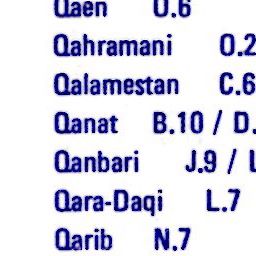 Qaen O.6
Qahramani O.2
Qalamestan C.6
Qanat B.10 / D.
Qanbari J.9 /
Qara-Daqi L.7
Qarib N.7